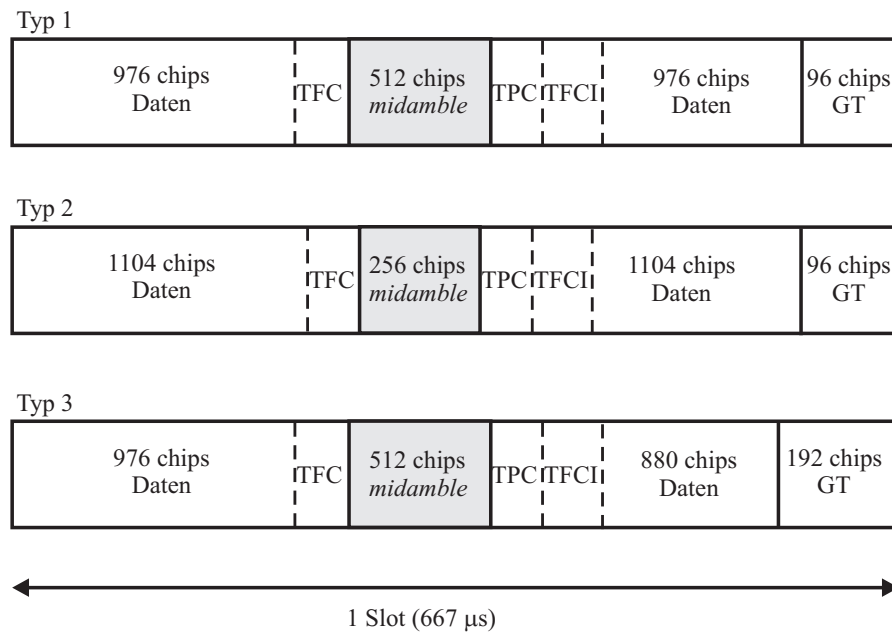 Typ 1
976 chips
Daten
TFC
512 chips
midamble
TPC
TFCI
976 chips
Daten
96 chips
GT
Typ 2
1104 chips
Daten
TFC
256 chips
midamble
TPC
TFCI
1104 chips
Daten
96 chips
GT
Typ 3
976 chips
Daten
TFC
512 chips
midamble
TPC
TFCI
880 chips
Daten
192 chips
GT
1 Slot (667 μs)